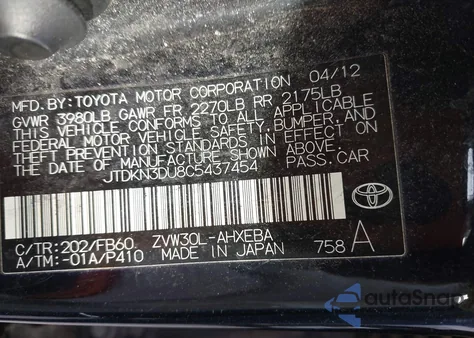 MFD.BY:TOYOTA MOTOR CORPORATION 04/12
GVWR 3980LB GAWR FR 2270LB RR 2175LB
THIS VEHICLE CONFORMS TO ALL APPLICABLE
FEDERAL MOTOR VEHICLE SAFETY,BUMPER,AND
THEFT PREVENTION STANDARDS IN EFFECT ON
THE DATE OF MANUFACTURE SHOWN ABOVE.
JTDKN3DU8C5437454 PASS.CAR
C/TR:202/FB60 ZVW30L-AHXEBA
A/TM:-01A/P410 MADE IN JAPAN 758 A
autoSnap